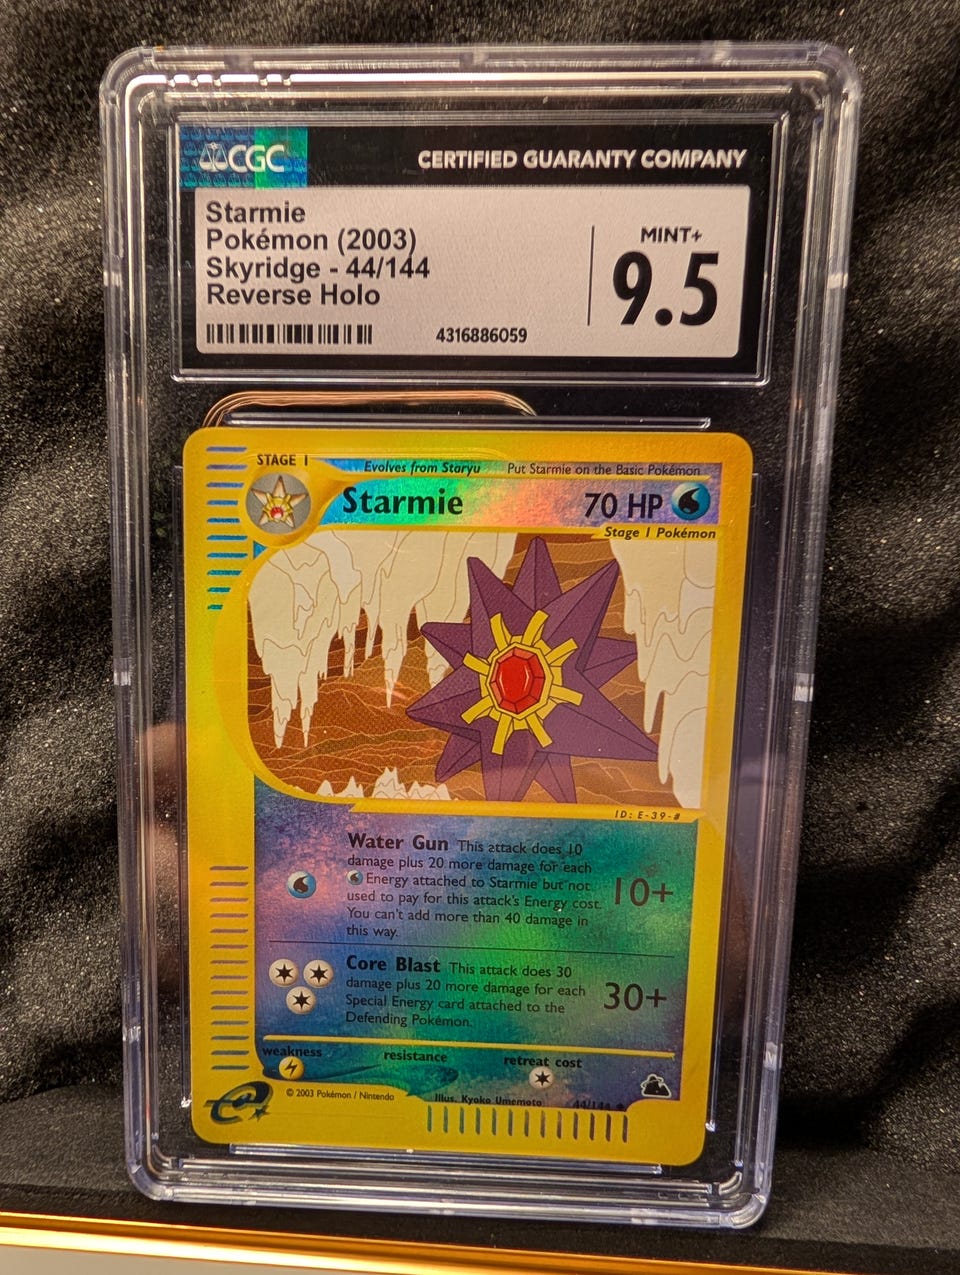 CGC
CERTIFIED GUARANTY COMPANY
Starmie
Pokémon (2003)
Skyridge - 44/144
Reverse Holo
4316886059
MINT+
9.5
STAGE 1
Evolves from Staryu
Put Starmie on the Basic Pokémon
Starmie
70 HP
Stage 1 Pokémon
ID: E-39-#
Water Gun This attack does 10
damage plus 20 more damage for each
Energy attached to Starmie but not
used to pay for this attack's Energy cost.
You can't add more than 40 damage in
this way.
10+
Core Blast This attack does 30
damage plus 20 more damage for each
Special Energy card attached to the
Defending Pokémon.
30+
weakness
resistance
retreat cost
© 2003 Pokémon / Nintendo
Illus. Kyoko Umemoto
44/144
e